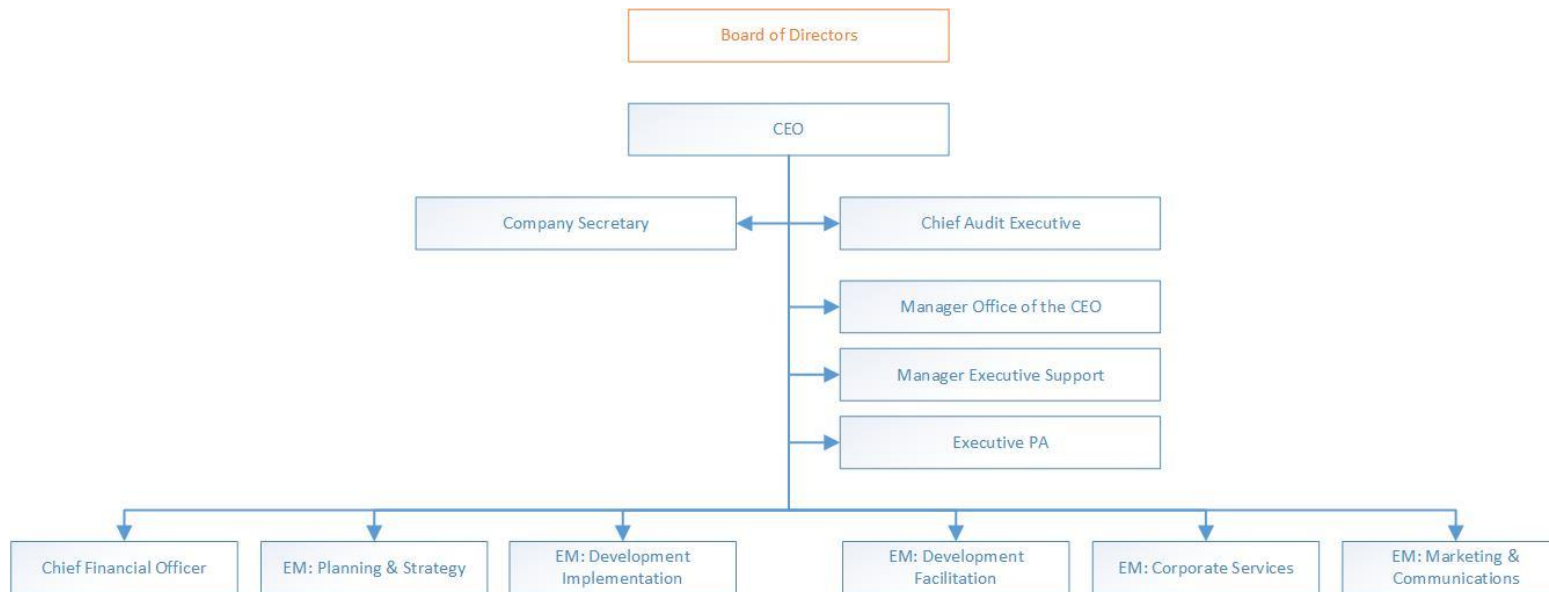 Board of Directors
CEO
Company Secretary
Chief Audit Executive
Manager Office of the CEO
Manager Executive Support
Executive PA
Chief Financial Officer
EM: Planning & Strategy
EM: Development
Implementation
EM: Development
Facilitation
EM: Corporate Services
EM: Marketing &
Communications